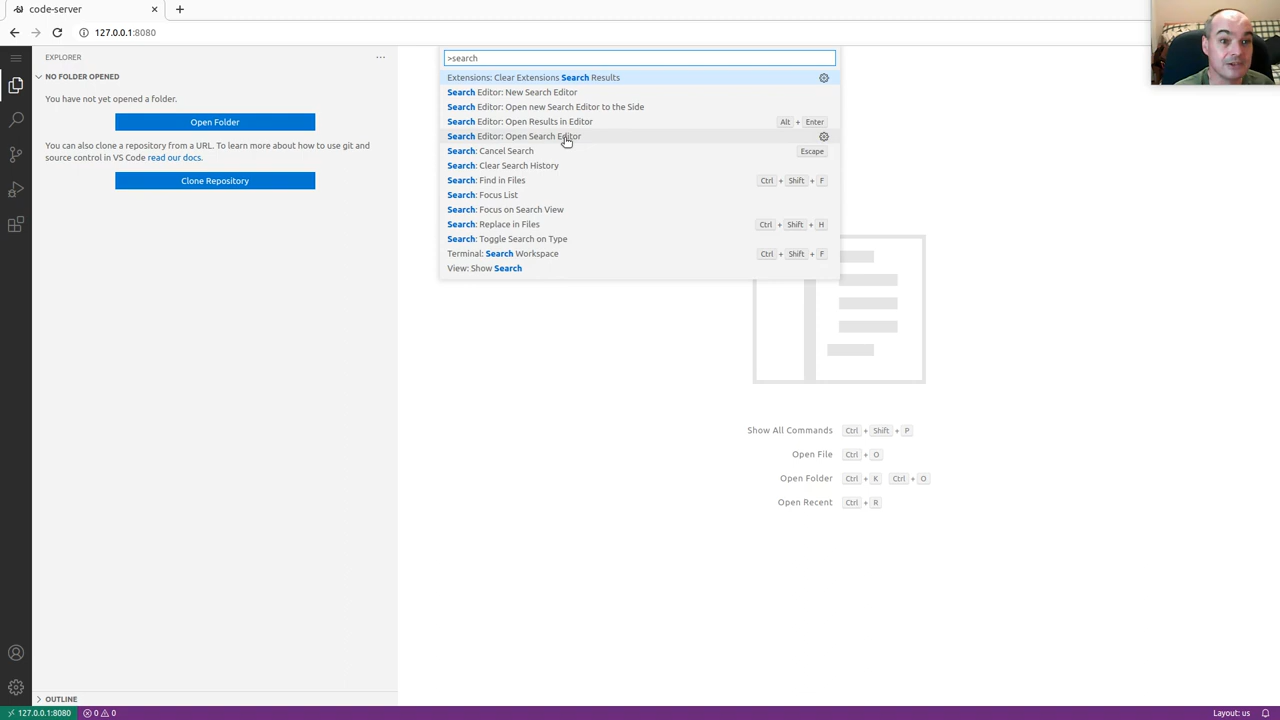 code-server
127.0.0.1:8080
EXPLORER
NO FOLDER OPENED
You have not yet opened a folder.
Open Folder
You can also clone a repository from a URL. To learn more about how to use git and
source control in VS Code read our docs.
Clone Repository
OUTLINE
>search
Extensions: Clear Extensions Search Results
Search Editor: New Search Editor
Search Editor: Open new Search Editor to the Side
Search Editor: Open Results in Editor Alt + Enter
Search Editor: Open Search Editor
Search: Cancel Search Escape
Search: Clear Search History
Search: Find in Files Ctrl + Shift + F
Search: Focus List
Search: Focus on Search View
Search: Replace in Files Ctrl + Shift + H
Search: Toggle Search on Type
Terminal: Search Workspace Ctrl + Shift + F
View: Show Search
Show All Commands Ctrl + Shift + P
Open File Ctrl + O
Open Folder Ctrl + K Ctrl + O
Open Recent Ctrl + R
127.0.0.1:8080 0 0 Layout: us